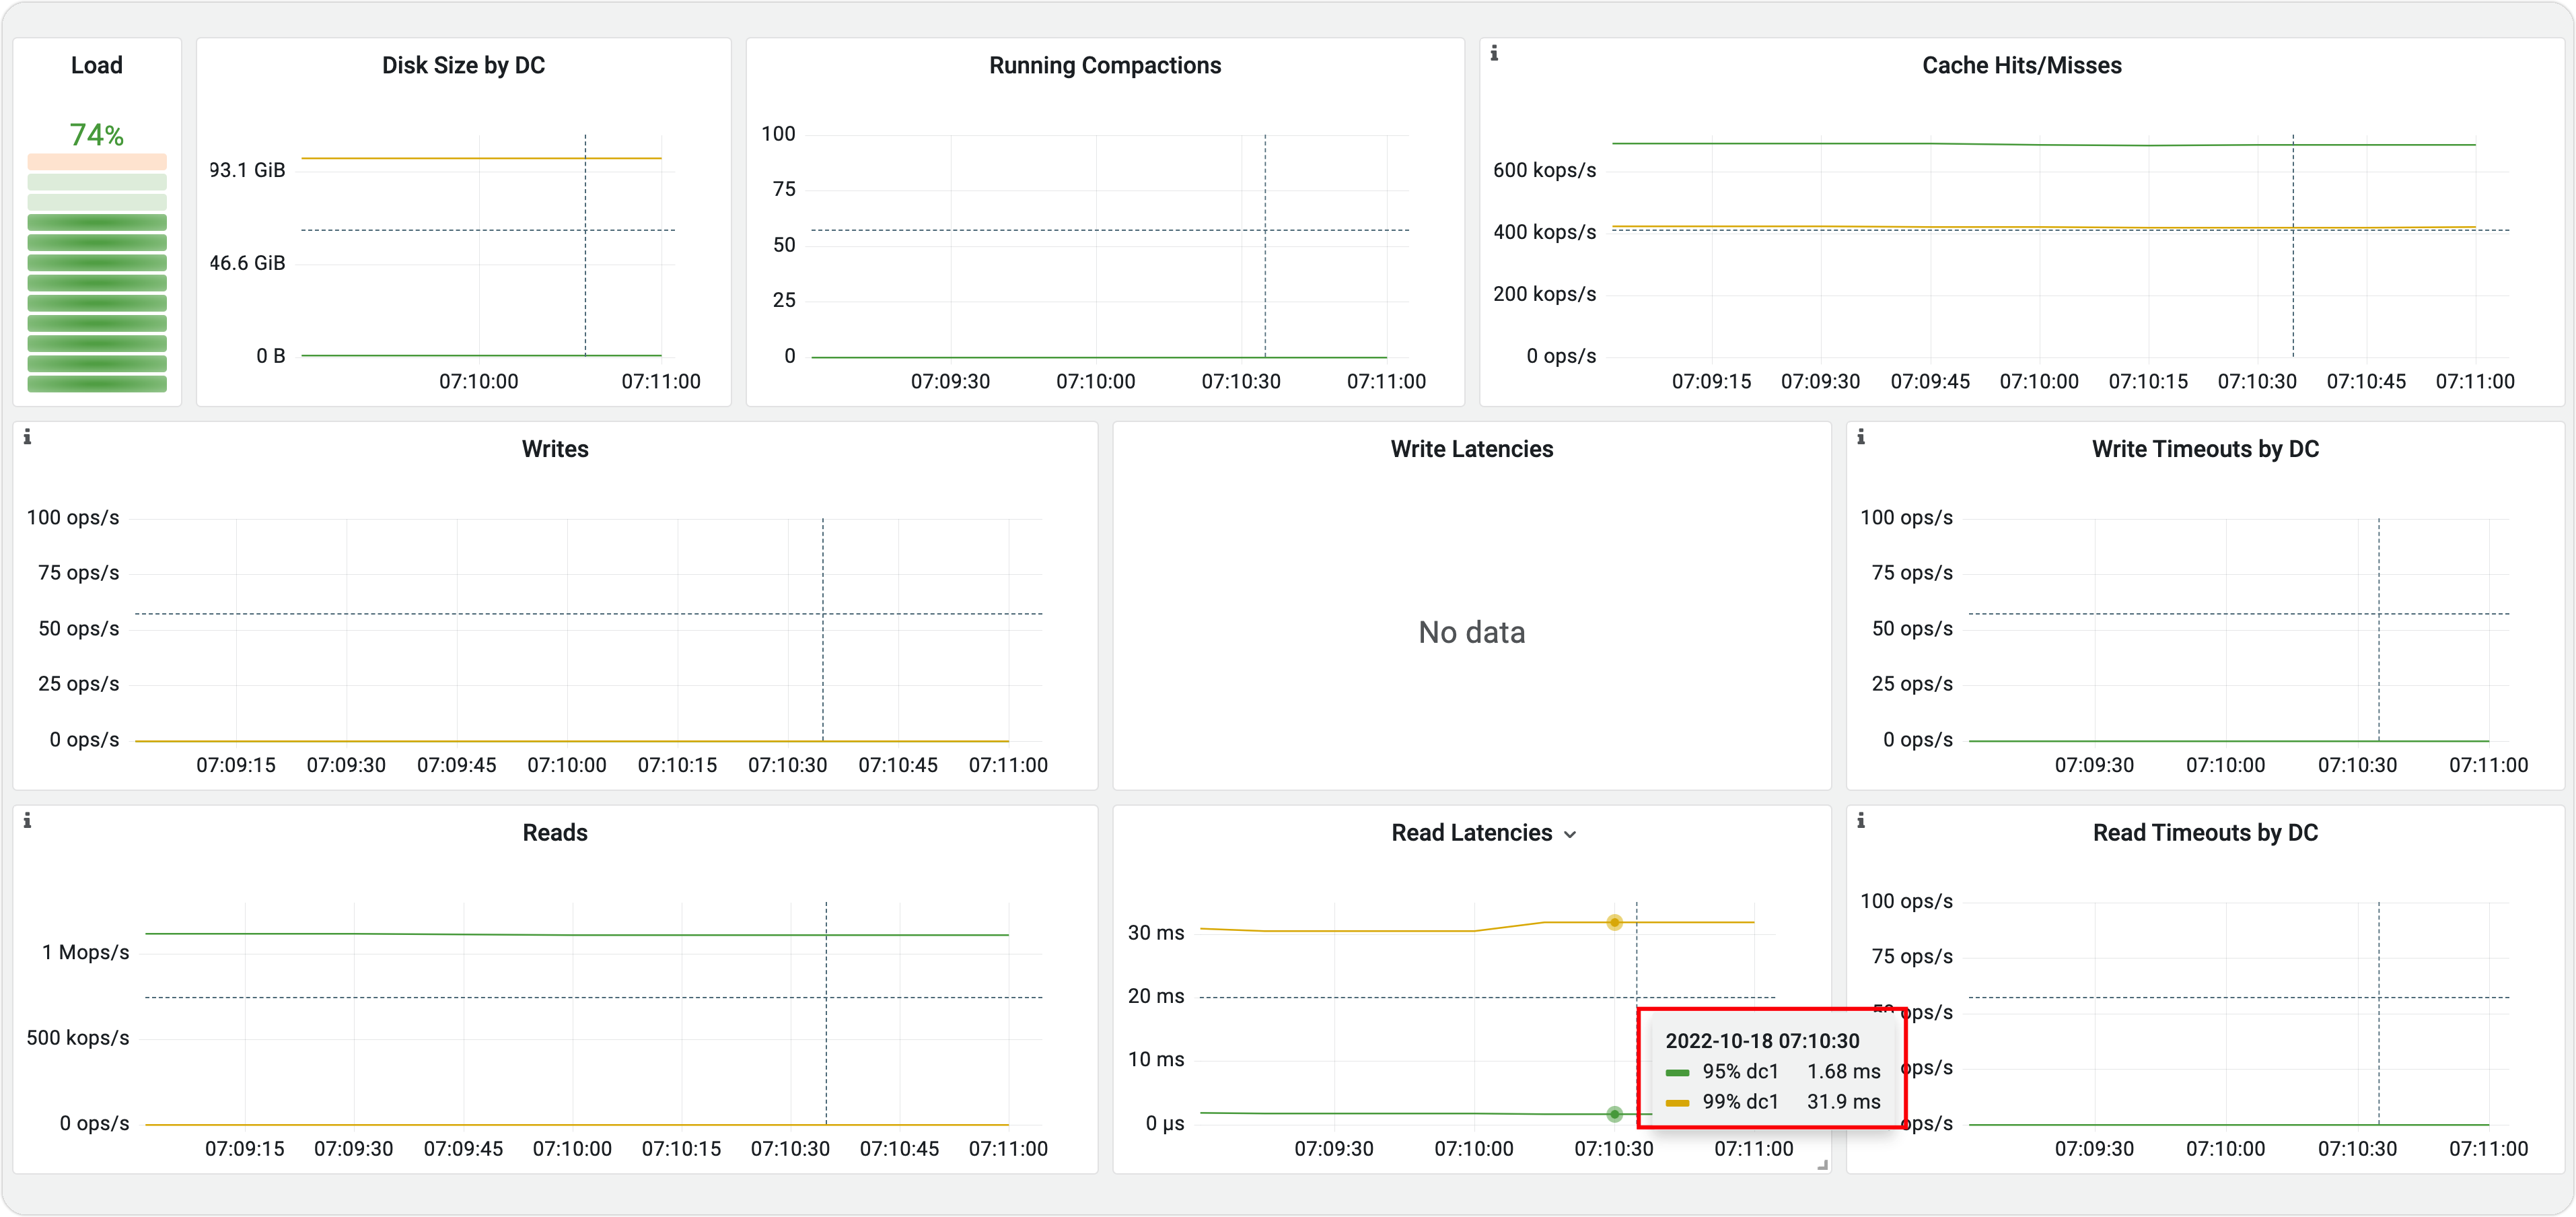 Load
74%
Disk Size by DC
93.1 GiB
46.6 GiB
0 B
07:10:00 07:11:00
Running Compactions
100
75
50
25
0
07:09:30 07:10:00 07:10:30 07:11:00
Cache Hits/Misses
600 kops/s
400 kops/s
200 kops/s
0 ops/s
07:09:15 07:09:30 07:09:45 07:10:00 07:10:15 07:10:30 07:10:45 07:11:00
Writes
100 ops/s
75 ops/s
50 ops/s
25 ops/s
0 ops/s
07:09:15 07:09:30 07:09:45 07:10:00 07:10:15 07:10:30 07:10:45 07:11:00
Write Latencies
No data
Write Timeouts by DC
100 ops/s
75 ops/s
50 ops/s
25 ops/s
0 ops/s
07:09:30 07:10:00 07:10:30 07:11:00
Reads
1 Mops/s
500 kops/s
0 ops/s
07:09:15 07:09:30 07:09:45 07:10:00 07:10:15 07:10:30 07:10:45 07:11:00
Read Latencies
30 ms
20 ms
10 ms
0 µs
07:09:30 07:10:00 07:10:30 07:11:00
2022-10-18 07:10:30
95% dc1 1.68 ms
99% dc1 31.9 ms
Read Timeouts by DC
100 ops/s
75 ops/s
ops/s
ops/s
ops/s
07:09:30 07:10:00 07:10:30 07:11:00